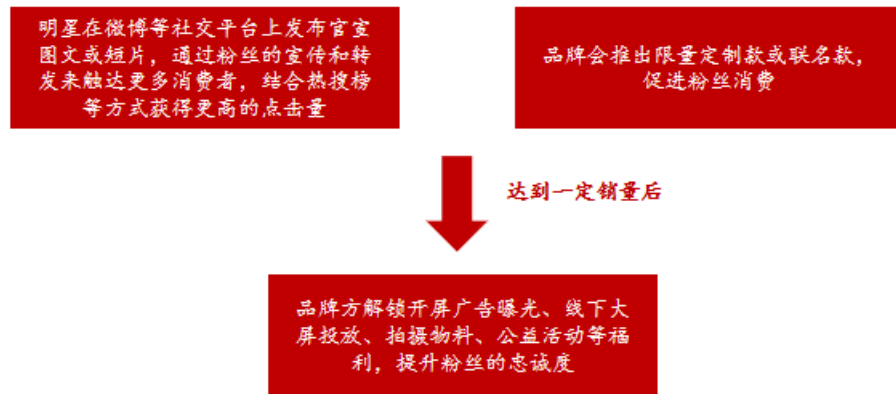 明星在微博等社交平台上发布官宣
图文或短片，通过粉丝的宣传和转
发来触达更多消费者，结合热搜榜
等方式获得更高的点击量
品牌会推出限量定制款或联名款，
促进粉丝消费
达到一定销量后
品牌方解锁开屏广告曝光、线下大
屏投放、拍摄物料、公益活动等福
利，提升粉丝的忠诚度